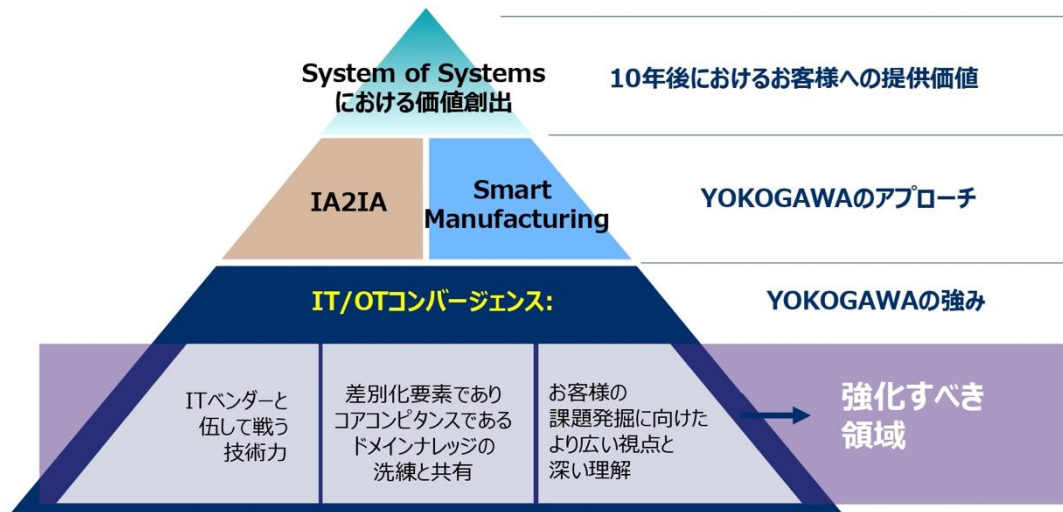 System of Systems
における価値創出
10年後におけるお客様への提供価値
IA2IA
Smart
Manufacturing
YOKOGAWAのアプローチ
IT/OTコンバージェンス:
YOKOGAWAの強み
ITベンダーと
伍して戦う
技術力
差別化要素であり
コアコンピタンスである
ドメインナレッジの
洗練と共有
お客様の
課題発掘に向けた
より広い視点と
深い理解
強化すべき
領域